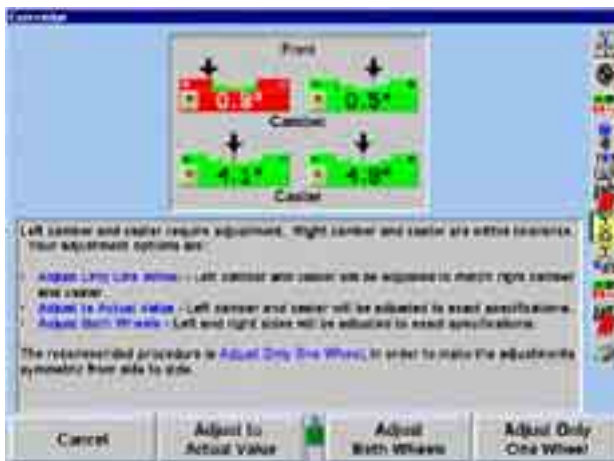 Front
0.5°
Camber
4.1° 4.8°
Caster
Left camber and caster require adjustment. Right camber and caster are within tolerance.
Your adjustment options are:
Adjust Only One Wheel - Left camber and caster will be adjusted to match right camber
and caster.
Adjust to Actual Value - Left camber and caster will be adjusted to exact specifications.
Adjust Both Wheels - Left and right sides will be adjusted to exact specifications.
The recommended procedure is Adjust Only One Wheel, in order to make the adjustments
symmetric from side to side.
Cancel
Adjust to
Actual Value
Adjust
Both Wheels
Adjust Only
One Wheel